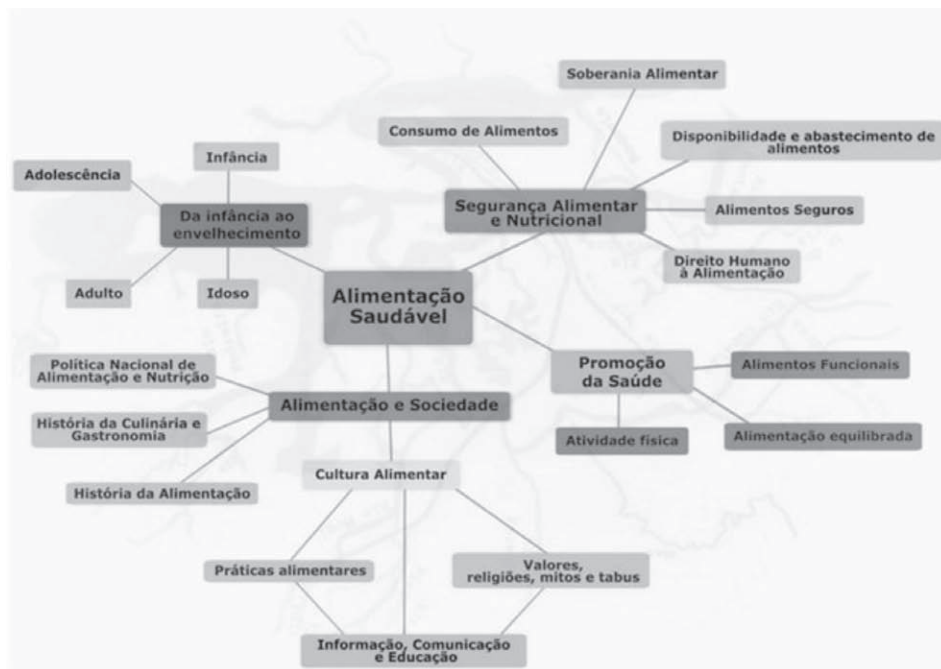 Soberania Alimentar
Consumo de Alimentos
Disponibilidade e abastecimento de
alimentos
Infância
Adolescência
Segurança Alimentar
e Nutricional
Alimentos Seguros
Da infância ao
envelhecimento
Direito Humano
à Alimentação
Adulto
Idoso
Alimentação
Saudável
Política Nacional de
Alimentação e Nutrição
Promoção
da Saúde
Alimentos Funcionais
Alimentação e Sociedade
História da Culinária e
Gastronomia
Atividade física
Alimentação equilibrada
Cultura Alimentar
História da Alimentação
Práticas alimentares
Valores,
religiões, mitos e tabus
Informação, Comunicação
e Educação